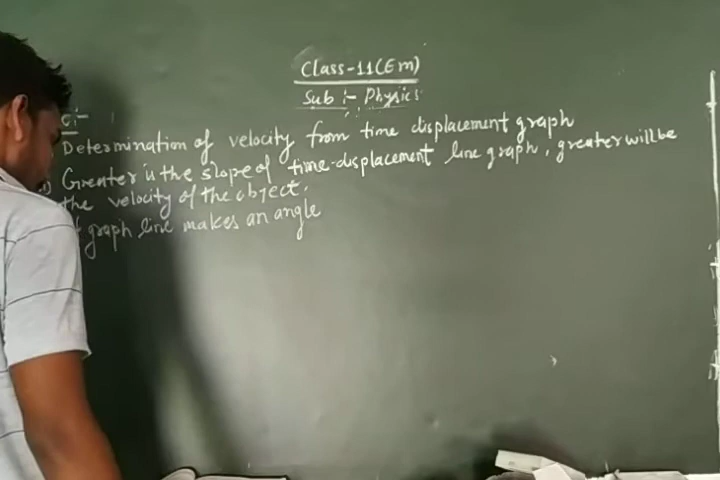 Class-11(Em)
Sub :- Physics
c:-
Determination of velocity from time displacement graph
i) Greater is the slope of time-displacement line graph, greater will be
the velocity of the object.
graph line makes an angle